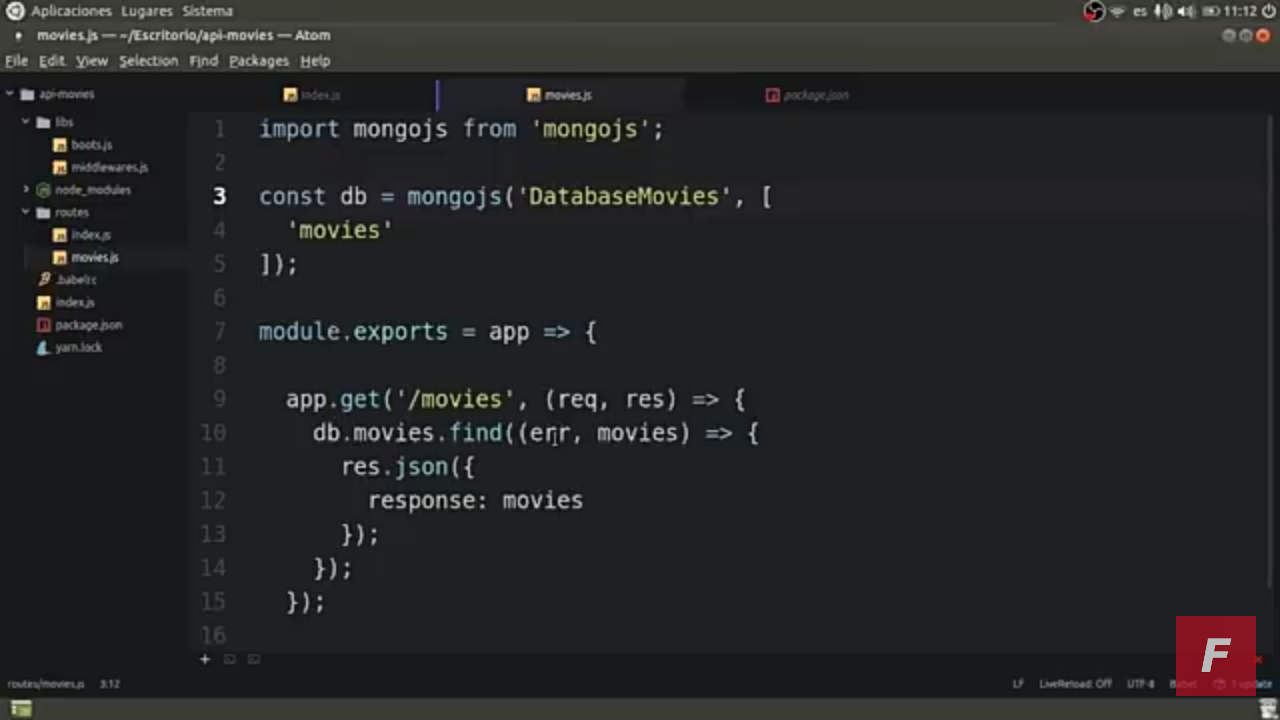 Aplicaciones Lugares Sistema
es 11:12
movies.js — ~/Escritorio/api-movies — Atom
File Edit View Selection Find Packages Help
api-movies
libs
boots.js
middlewares.js
node_modules
routes
index.js
movies.js
.babelrc
index.js
package.json
yarn.lock
index.js movies.js package.json
1 import mongojs from 'mongojs';
2
3 const db = mongojs('DatabaseMovies', [
4 'movies'
5 ]);
6
7 module.exports = app => {
8
9 app.get('/movies', (req, res) => {
10 db.movies.find((err, movies) => {
11 res.json({
12 response: movies
13 });
14 });
15 });
16
F
routes/movies.js 3:12
LF LiveReload: Off UTF-8 Babel 1 update